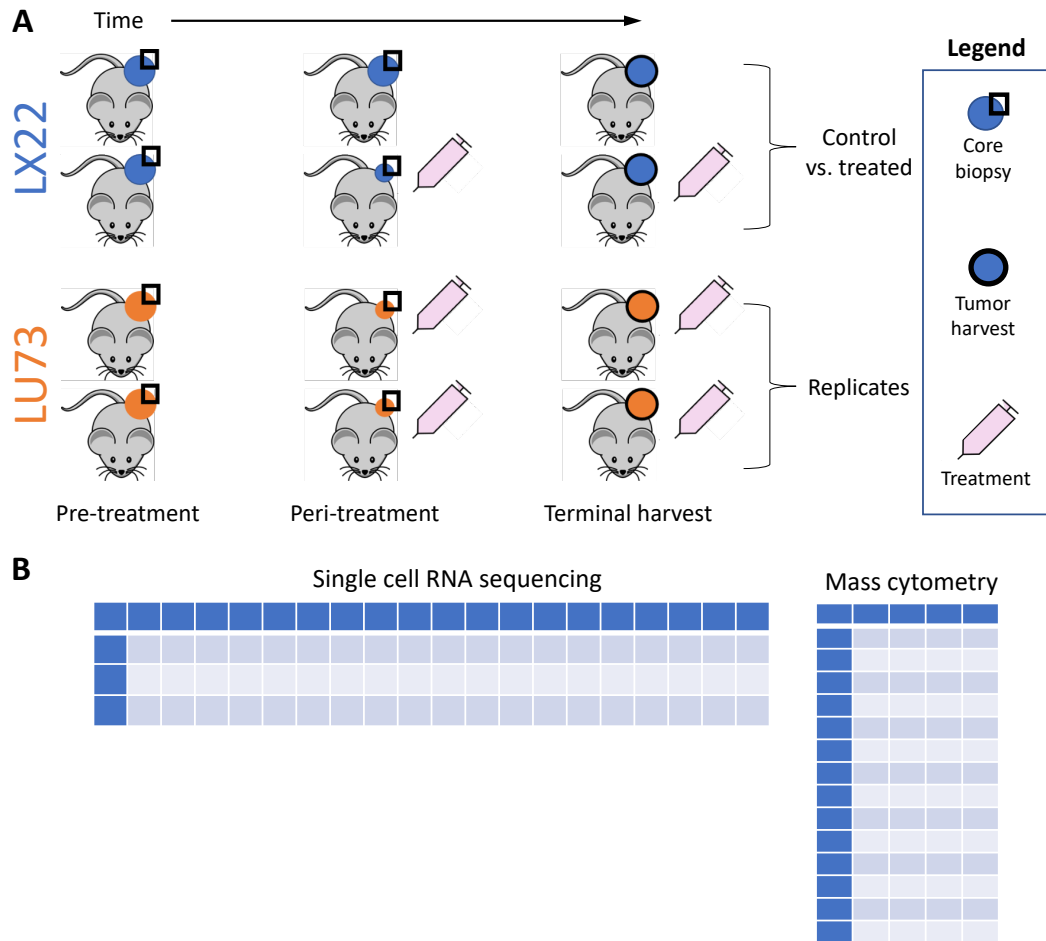 A
Time
Legend
LX22
Core
biopsy
Control
vs. treated
Tumor
harvest
LU73
Replicates
Treatment
Pre-treatment
Peri-treatment
Terminal harvest
B
Single cell RNA sequencing
Mass cytometry